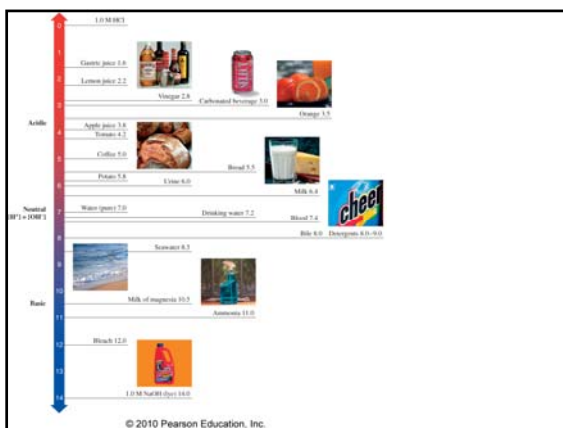 0
1.0 M HCl
1
Gastric juice 1.6
2
Lemon juice 2.2
Vinegar 2.8
3
Carbonated beverage 3.0
Orange 3.5
Acidic
Apple juice 3.8
4
Tomato 4.2
5
Coffee 5.0
Bread 5.5
Potato 5.8
6
Urine 6.0
Milk 6.4
cheer
Neutral
[H⁺] = [OH⁻]
7
Water (pure) 7.0
Drinking water 7.2
Blood 7.4
8
Bile 8.0
Detergents 8.0–9.0
Seawater 8.5
9
10
Basic
Milk of magnesia 10.5
11
Ammonia 11.0
12
Bleach 12.0
13
14
1.0 M NaOH (lye) 14.0
© 2010 Pearson Education, Inc.